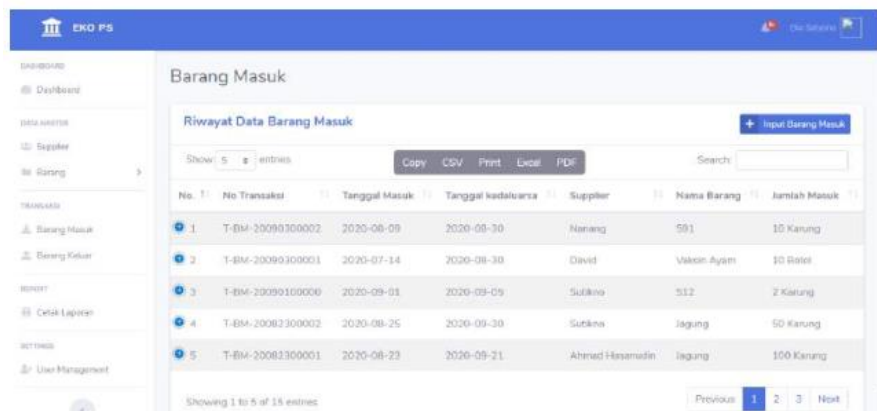 EKO PS
DASHBOARD
Dashboard
DATA MASTER
Supplier
Barang
TRANSAKSI
Barang Masuk
Barang Keluar
REPORT
Cetak Laporan
SETTINGS
User Management
Barang Masuk
Riwayat Data Barang Masuk
+ Input Barang Masuk
Show 5 entries
Copy CSV Print Excel PDF
Search:
No. No Transaksi Tanggal Masuk Tanggal kadaluarsa Supplier Nama Barang Jumlah Masuk
1 T-BM-20090300002 2020-08-09 2020-08-30 Nanang 591 10 Karung
2 T-BM-20090300001 2020-07-14 2020-08-30 David Vaksin Ayam 10 Botol
3 T-BM-20090100000 2020-09-01 2020-09-05 Sutikno 512 2 Karung
4 T-BM-20082300002 2020-08-25 2020-09-30 Sutikno Jagung 50 Karung
5 T-BM-20082300001 2020-08-23 2020-09-21 Ahmad Hasanudin Jagung 100 Karung
Showing 1 to 5 of 15 entries
Previous 1 2 3 Next